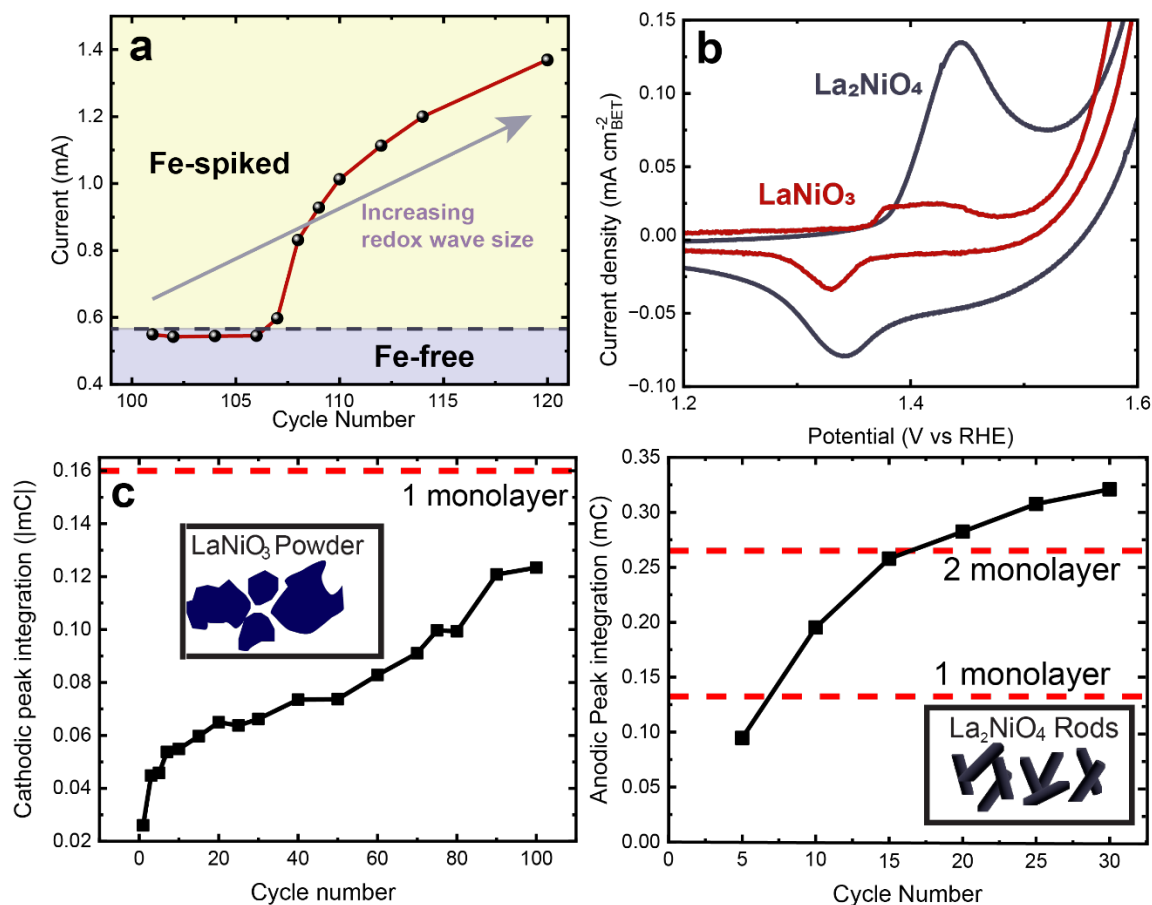 a
1.4
1.2
1.0
0.8
0.6
0.4
Current (mA)
Fe-spiked
Increasing
redox wave size
Fe-free
100 105 110 115 120
Cycle Number
b
La₂NiO₄
LaNiO₃
0.15
0.10
0.05
0.00
−0.05
−0.10
Current density (mA cm⁻²BET)
1.2 1.4 1.6
Potential (V vs RHE)
c
0.16
0.14
0.12
0.10
0.08
0.06
0.04
0.02
Cathodic peak integration (|mC|)
1 monolayer
LaNiO₃ Powder
0 20 40 60 80 100
Cycle number
0.35
0.30
0.25
0.20
0.15
0.10
0.05
0.00
Anodic Peak integration (mC)
2 monolayer
1 monolayer
La₂NiO₄ Rods
0 5 10 15 20 25 30
Cycle Number